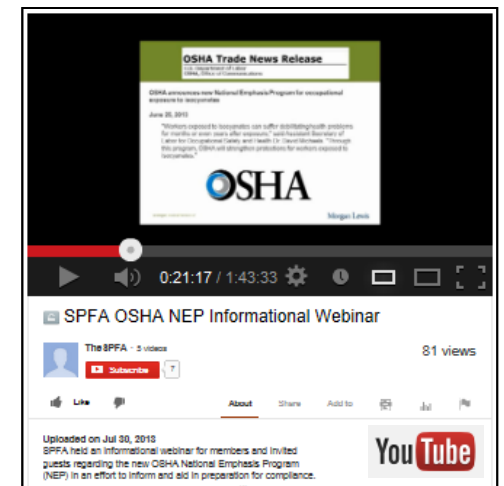 OSHA Trade News Release
U.S. Department of Labor
OSHA, Office of Communications
OSHA announces new National Emphasis Program for occupational
exposure to isocyanates
June 20, 2013
"Workers exposed to isocyanates can suffer debilitating health problems
for months or even years after exposure," said Assistant Secretary of
Labor for Occupational Safety and Health Dr. David Michaels. "Through
this program, OSHA will strengthen protections for workers exposed to
isocyanates."
OSHA
Morgan Lewis
0:21:17 / 1:43:33
SPFA OSHA NEP Informational Webinar
The SPFA · 5 videos
81 views
Subscribe 7
Like About Share Add to
Uploaded on Jul 30, 2013
SPFA held an informational webinar for members and invited
guests regarding the new OSHA National Emphasis Program
(NEP) in an effort to inform and aid in preparation for compliance.
YouTube